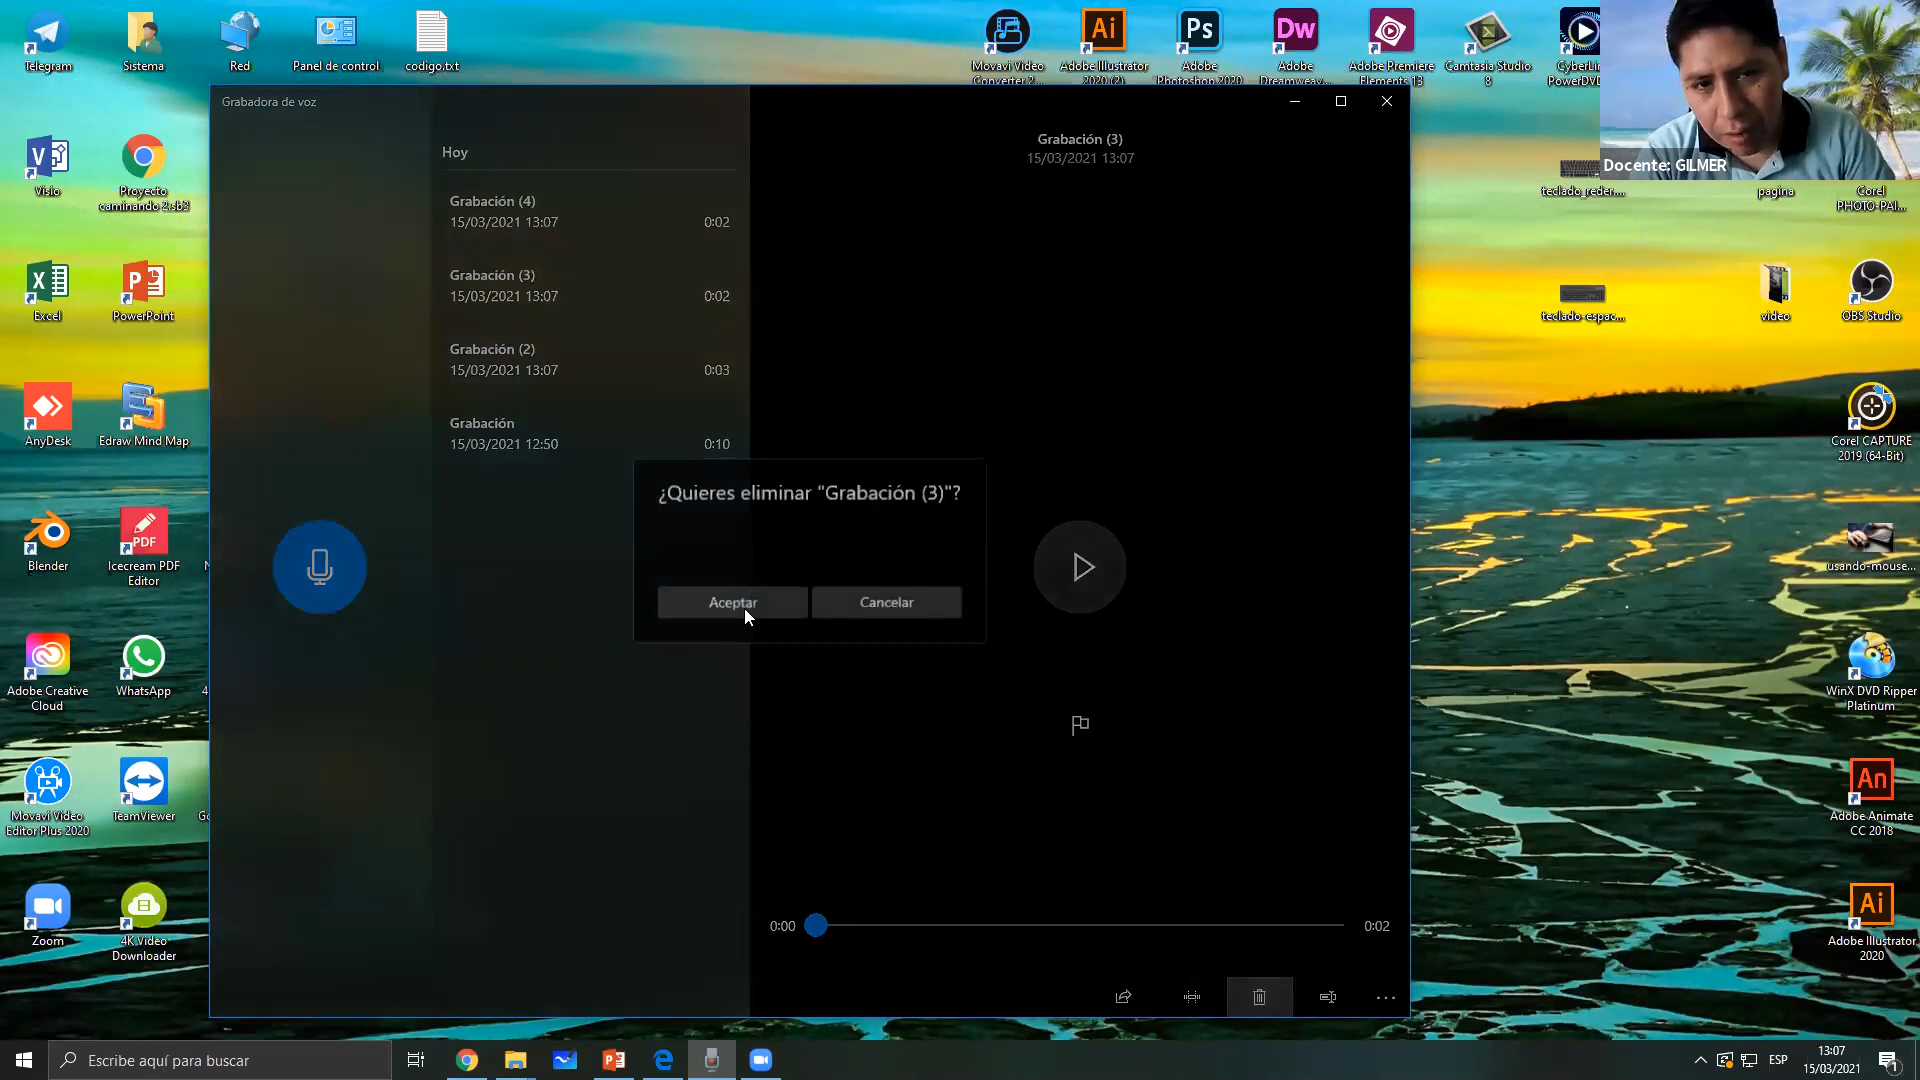 Telegram
Sistema
Red
Panel de control
codigo.txt
Movavi Video
Converter 2...
Adobe Illustrator
2020 (2)
Adobe
Photoshop 2020
Adobe
Dreamweav...
Adobe Premiere
Elements 13
Camtasia Studio
8
Docente: GILMER
Grabadora de voz
Hoy
Grabación (4)
15/03/2021 13:07
0:02
Grabación (3)
15/03/2021 13:07
0:02
Grabación (2)
15/03/2021 13:07
0:03
Grabación
15/03/2021 12:50
0:10
Grabación (3)
15/03/2021 13:07
¿Quieres eliminar "Grabación (3)"?
Aceptar
Cancelar
0:00
0:02
Visio
Proyecto
caminando 2.sb3
Excel
PowerPoint
AnyDesk
Edraw Mind Map
Blender
Icecream PDF
Editor
Adobe Creative
Cloud
WhatsApp
Movavi Video
Editor Plus 2020
TeamViewer
Zoom
4K Video
Downloader
teclado_reder...
pagina
Corel
PHOTO-PAI...
teclado-espac...
video
OBS Studio
Corel CAPTURE
2019 (64-Bit)
usando-mouse...
WinX DVD Ripper
Platinum
Adobe Animate
CC 2018
Adobe Illustrator
2020
Escribe aquí para buscar
ESP
13:07
15/03/2021